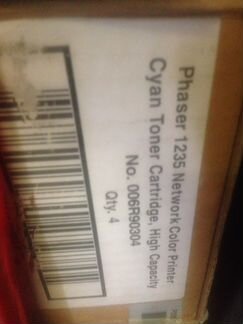 Phaser 1235 Network Color Printer
Cyan Toner Cartridge, High Capacity
No. 006R90304
Qty. 4